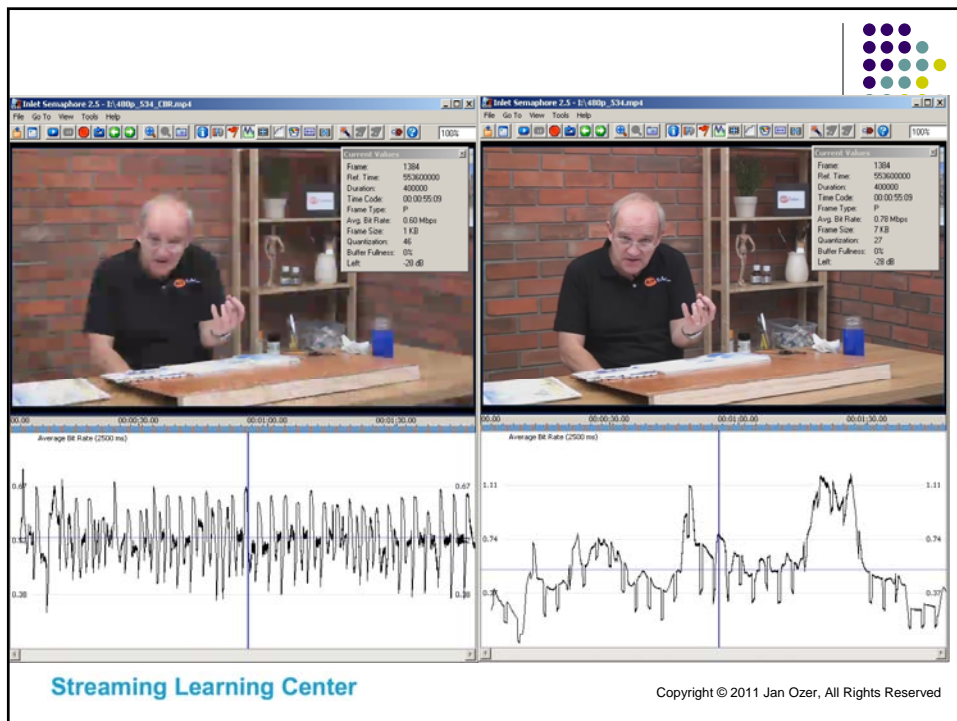 Inlet Semaphore 2.5 - I:\480p_534_CBR.mp4
File Go To View Tools Help
100%
Current Values
Frame: 1384
Ref. Time: 553600000
Duration: 400000
Time Code: 00:00:55:09
Frame Type: P
Avg. Bit Rate: 0.60 Mbps
Frame Size: 1 KB
Quantization: 46
Buffer Fullness: 0%
Left: -28 dB
00.00 00:00:30.00 00:01:00.00 00:01:30.00
Average Bit Rate (2500 ms)
0.67 0.67
0.38 0.38
Inlet Semaphore 2.5 - I:\480p_534.mp4
File Go To View Tools Help
100%
Current Values
Frame: 1384
Ref. Time: 553600000
Duration: 400000
Time Code: 00:00:55:09
Frame Type: P
Avg. Bit Rate: 0.78 Mbps
Frame Size: 7 KB
Quantization: 27
Buffer Fullness: 0%
Left: -28 dB
00.00 00:00:30.00 00:01:00.00 00:01:30.00
Average Bit Rate (2500 ms)
1.11 1.11
0.74 0.74
0.37 0.37
Streaming Learning Center
Copyright © 2011 Jan Ozer, All Rights Reserved